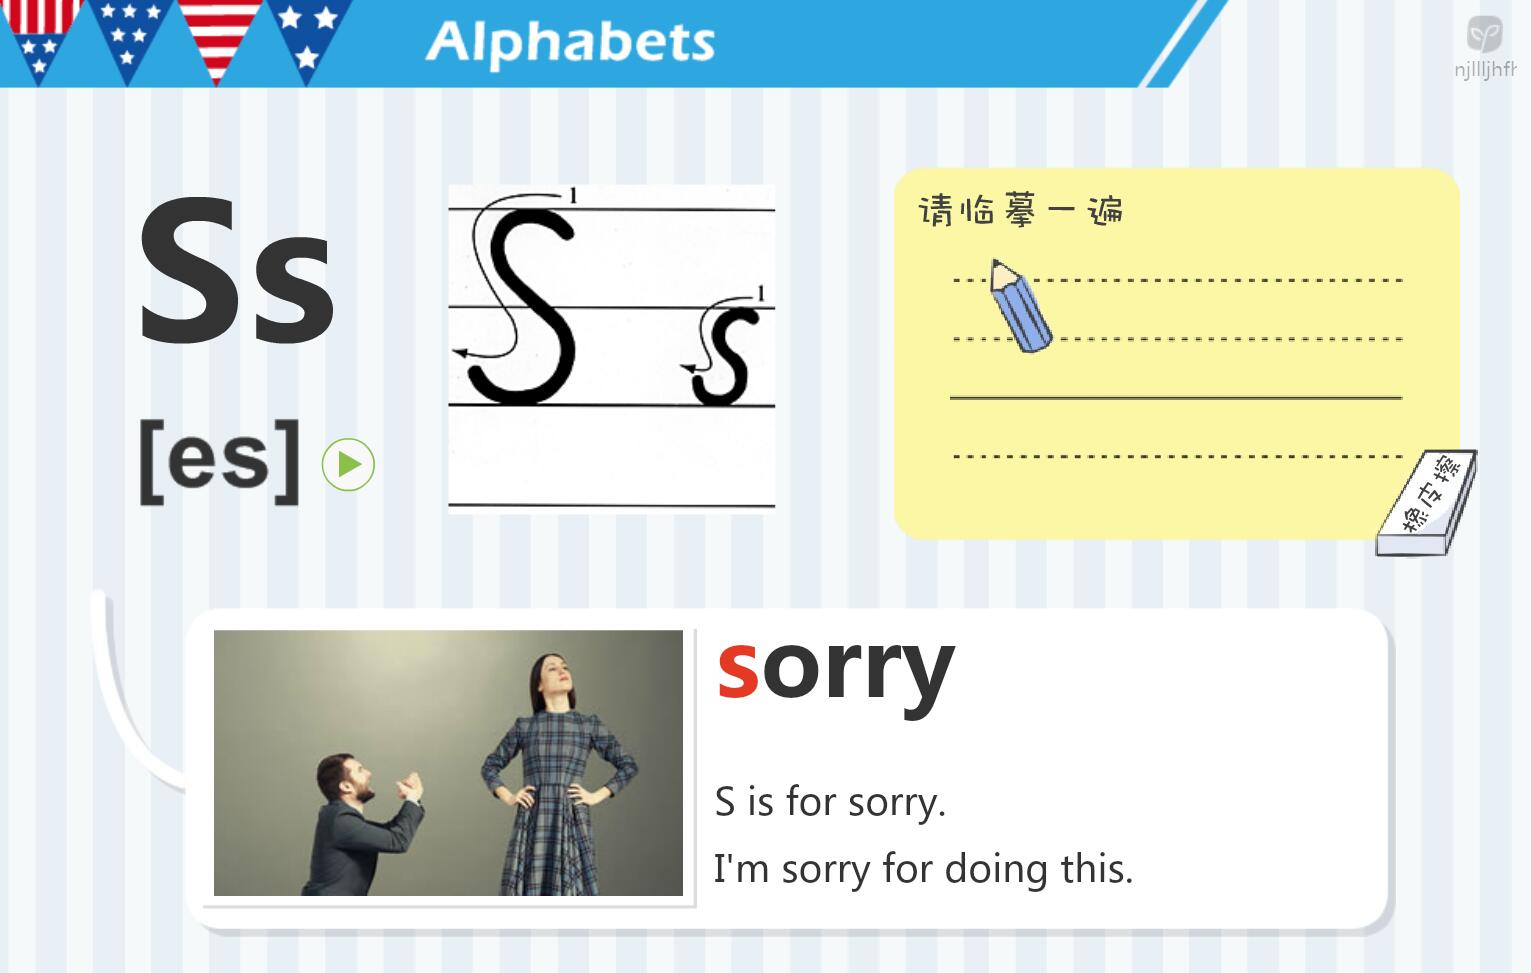 Alphabets
njllljhfh
Ss
[es]
1
1
请临摹一遍
橡皮擦
sorry
S is for sorry.
I'm sorry for doing this.